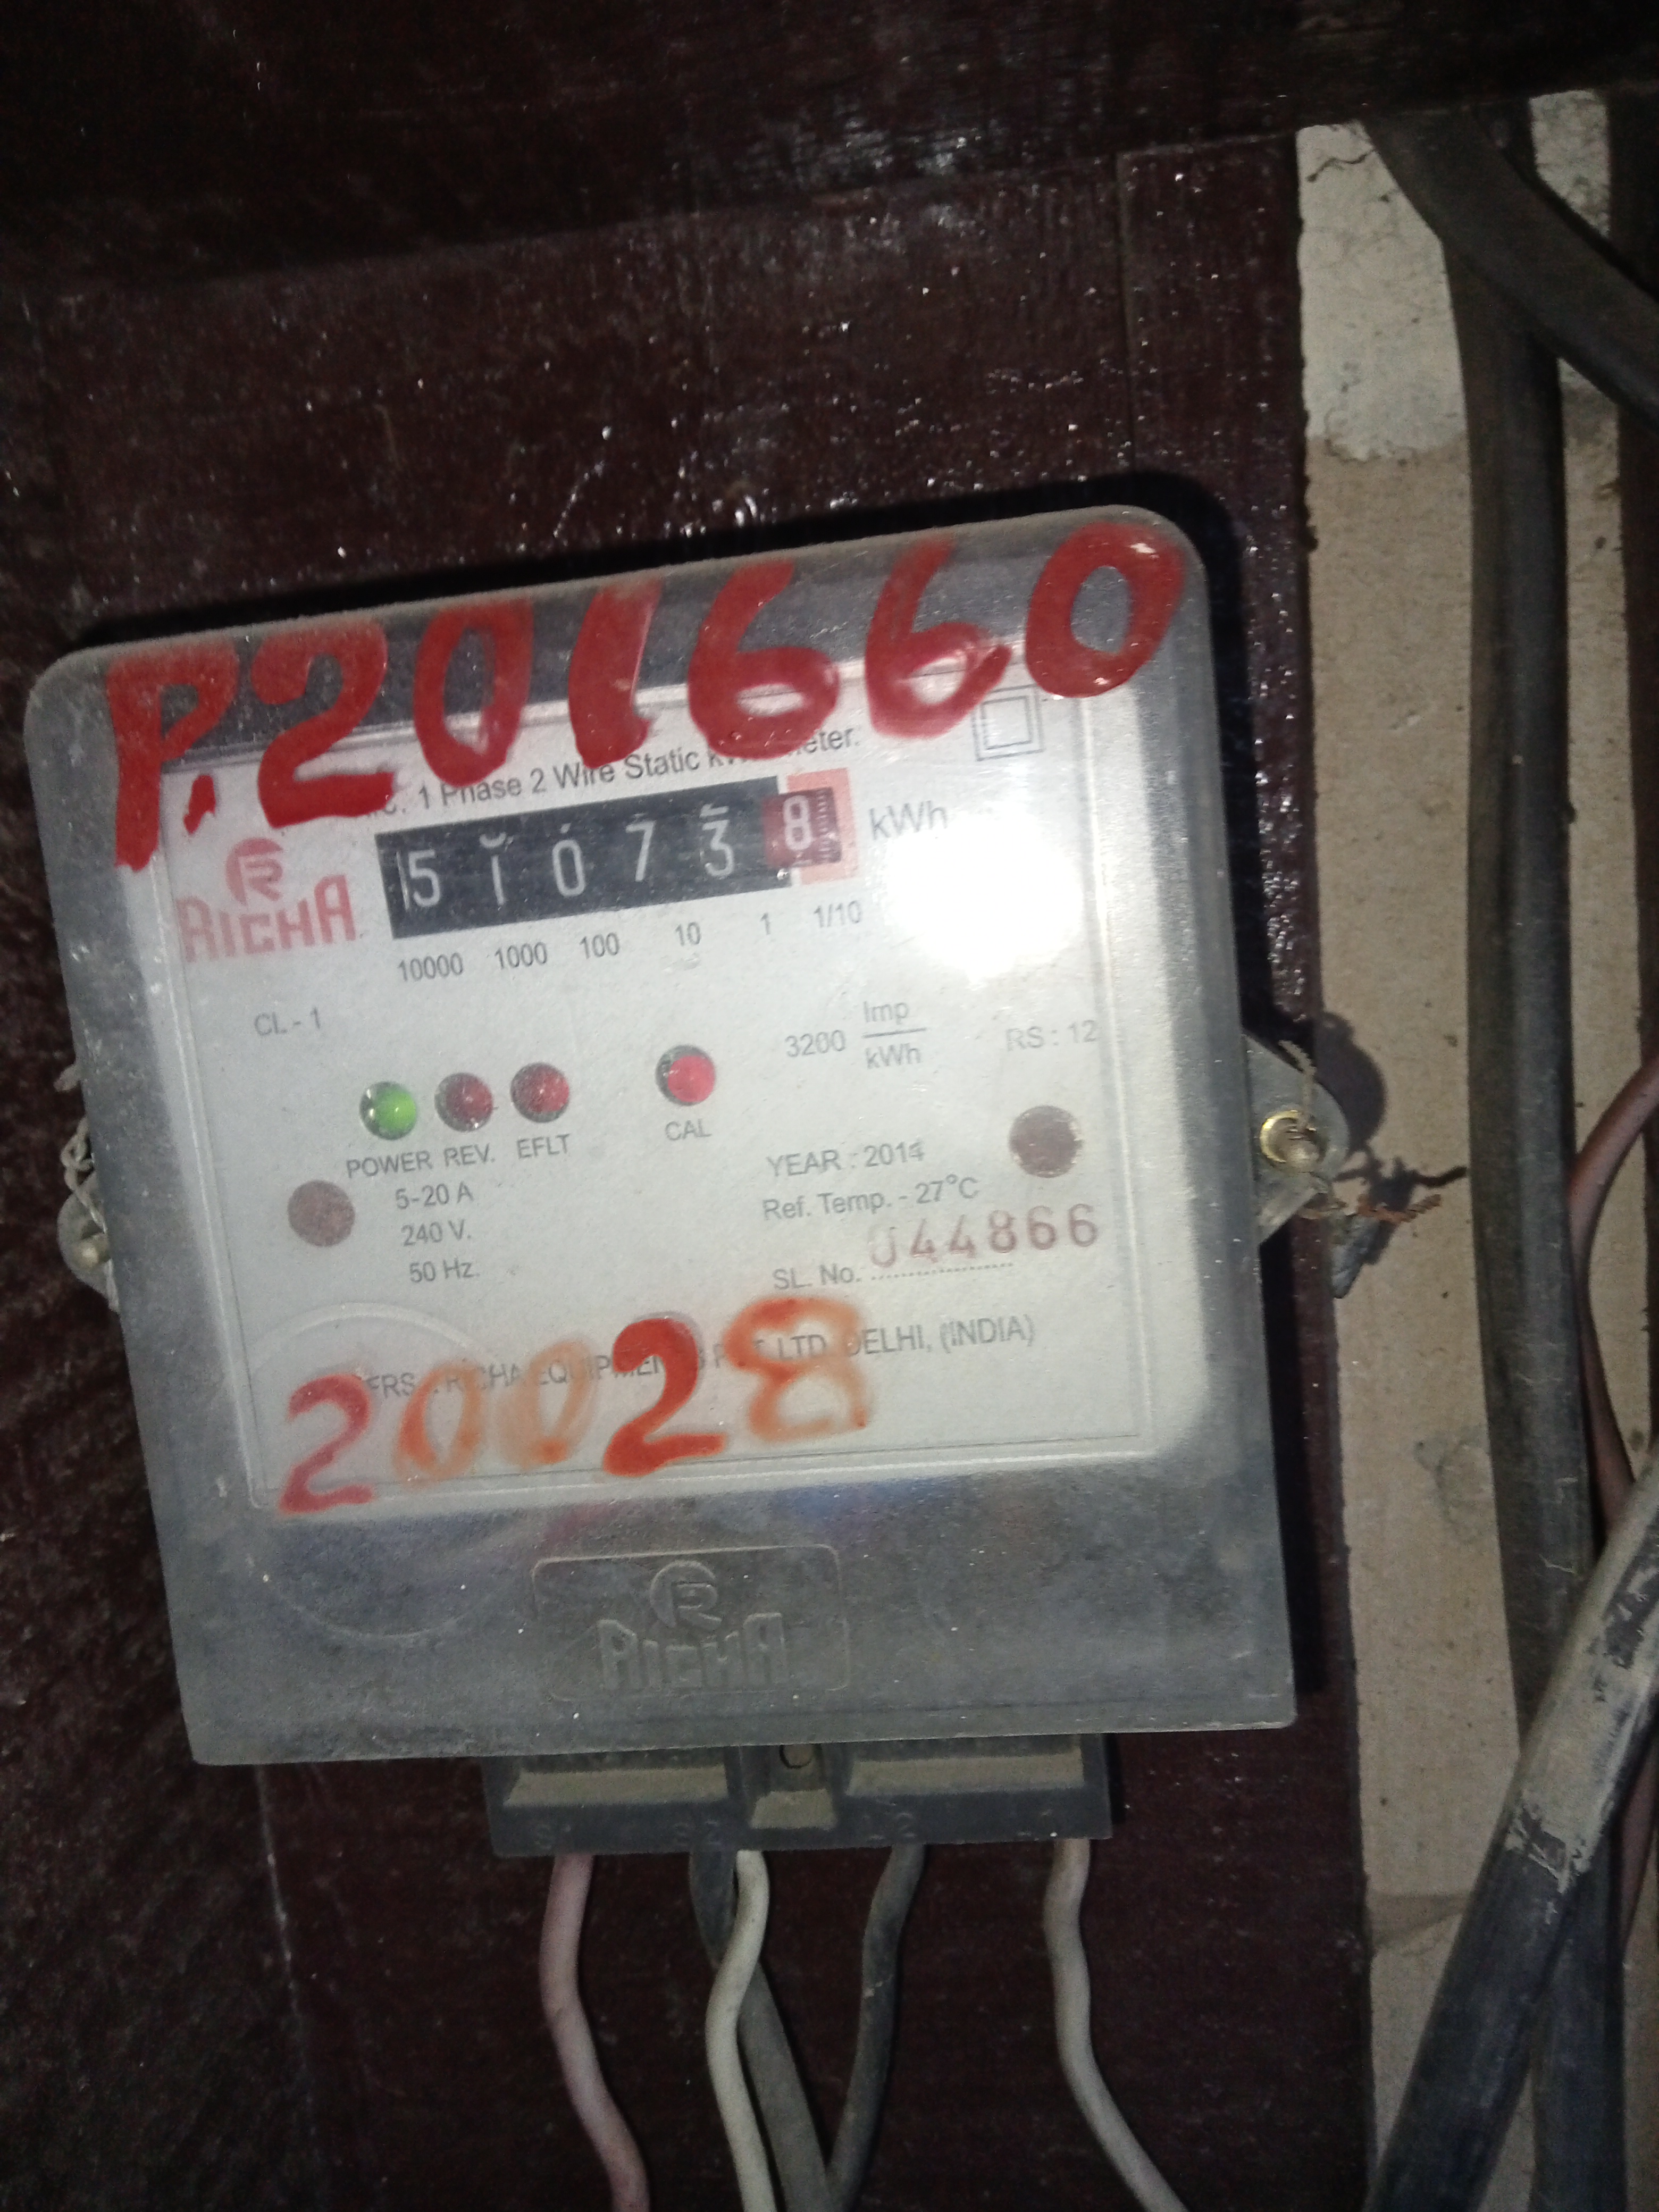 P.201660
1 Phase 2 Wire Static
51073 8 kWh
RICHA
10000 1000 100 10 1 1/10
CL - 1
3200 Imp/kWh
RS : 12
POWER REV. EFLT
CAL
5-20 A
240 V.
50 Hz.
YEAR : 2014
Ref. Temp. - 27°C
SL. No. 044866
LTD. DELHI, (INDIA)
20028
RICHA